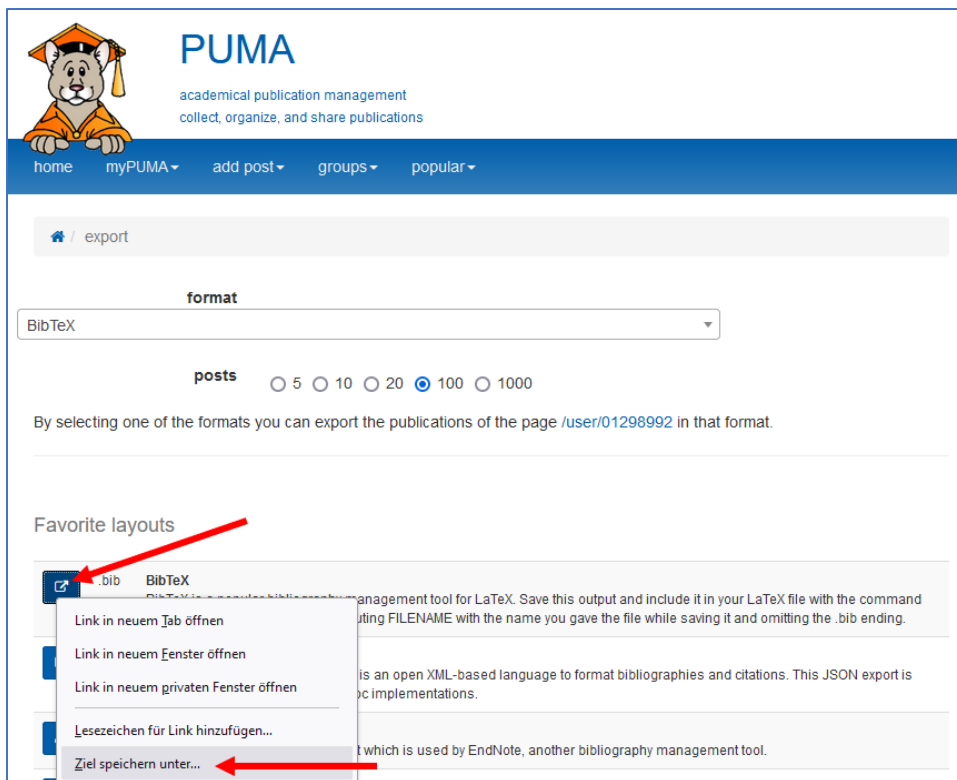 PUMA
academical publication management
collect, organize, and share publications
home myPUMA add post groups popular
/ export
format
BibTeX
posts 5 10 20 100 1000
By selecting one of the formats you can export the publications of the page /user/01298992 in that format.
Favorite layouts
.bib BibTeX
BibTeX is a popular bibliography management tool for LaTeX. Save this output and include it in your LaTeX file with the command
uting FILENAME with the name you gave the file while saving it and omitting the .bib ending.
Link in neuem Tab öffnen
Link in neuem Fenster öffnen
is an open XML-based language to format bibliographies and citations. This JSON export is
Link in neuem privaten Fenster öffnen
oc implementations.
Lesezeichen für Link hinzufügen...
t which is used by EndNote, another bibliography management tool.
Ziel speichern unter...